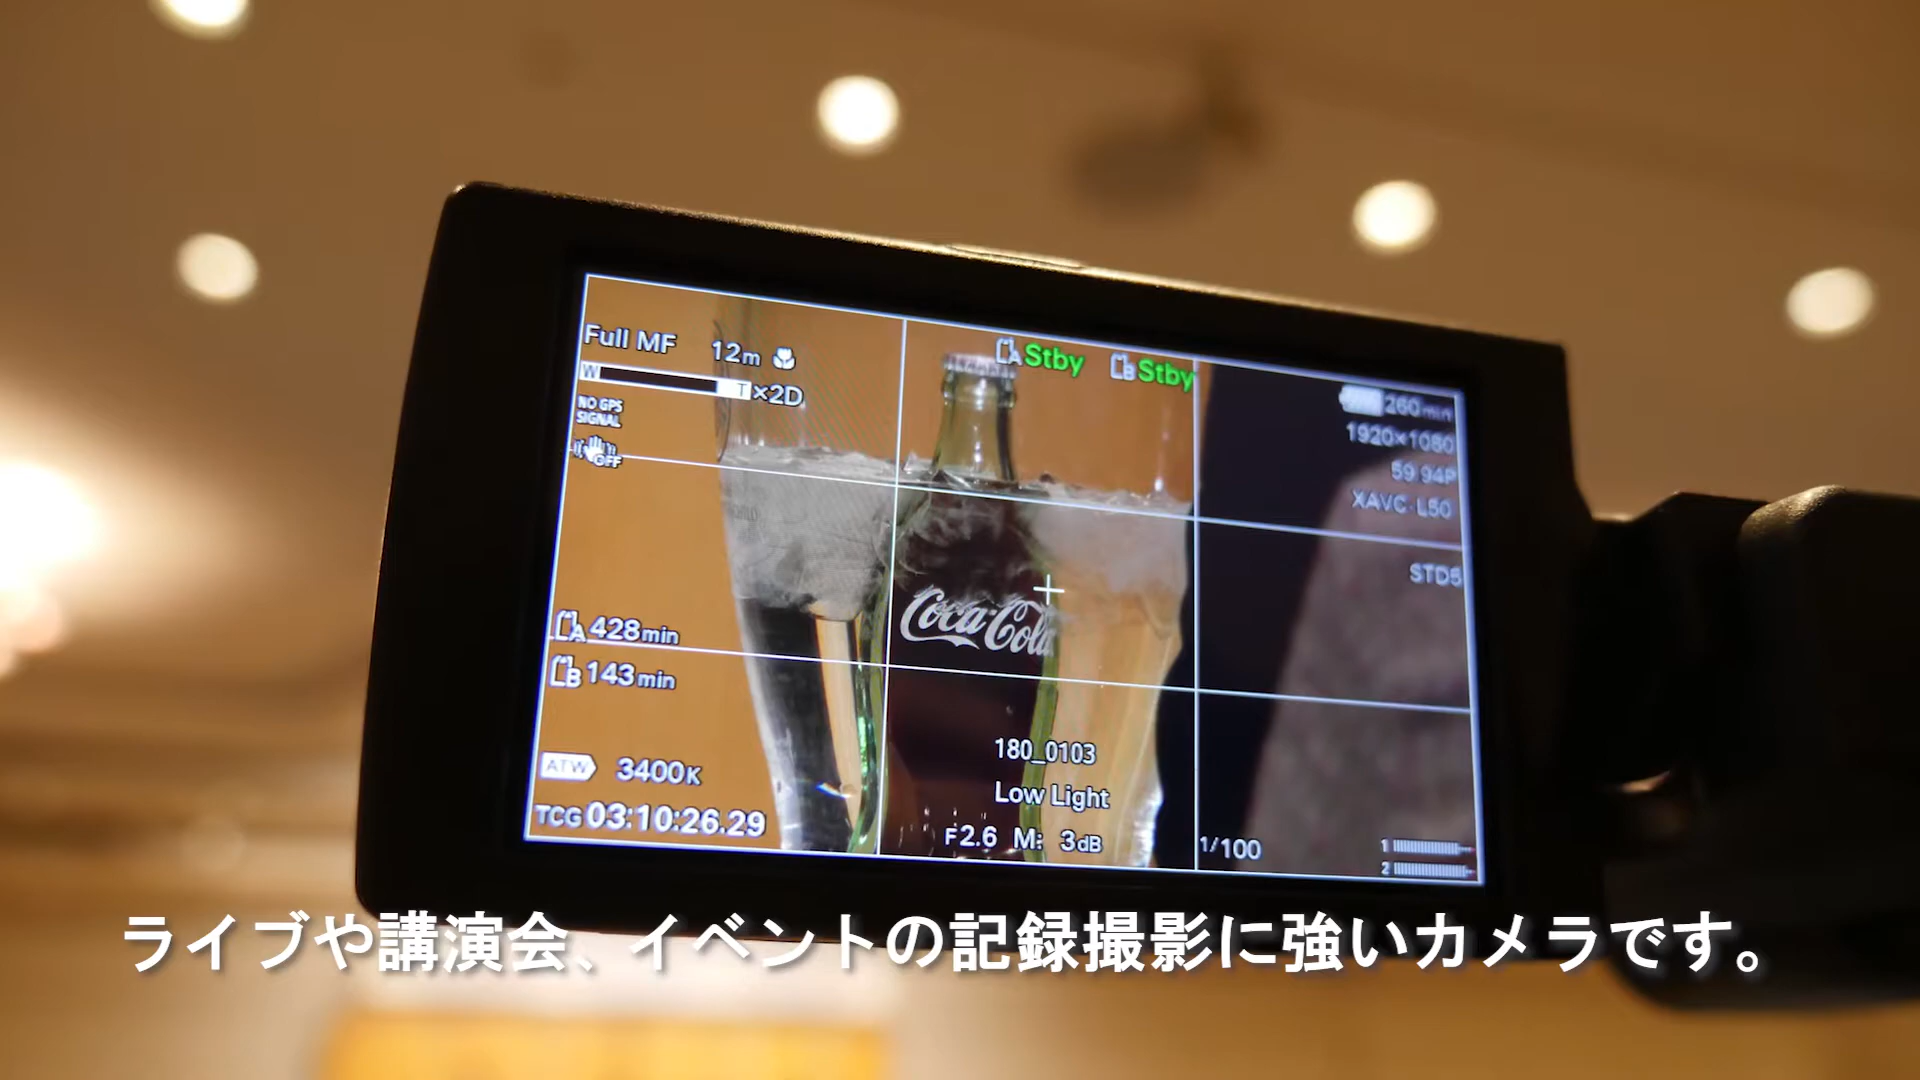 Full MF 12m
A Stby B Stby
W T ×2D
260min
NO GPS
SIGNAL
1920×1080
OFF
59.94P
XAVC-L50
STD5
Coca-Cola
A 428min
B 143min
180_0103
ATW 3400K
Low Light
TCG 03:10:26.29
F2.6 M: 3dB
1/100
1
2
ライブや講演会、イベントの記録撮影に強いカメラです。